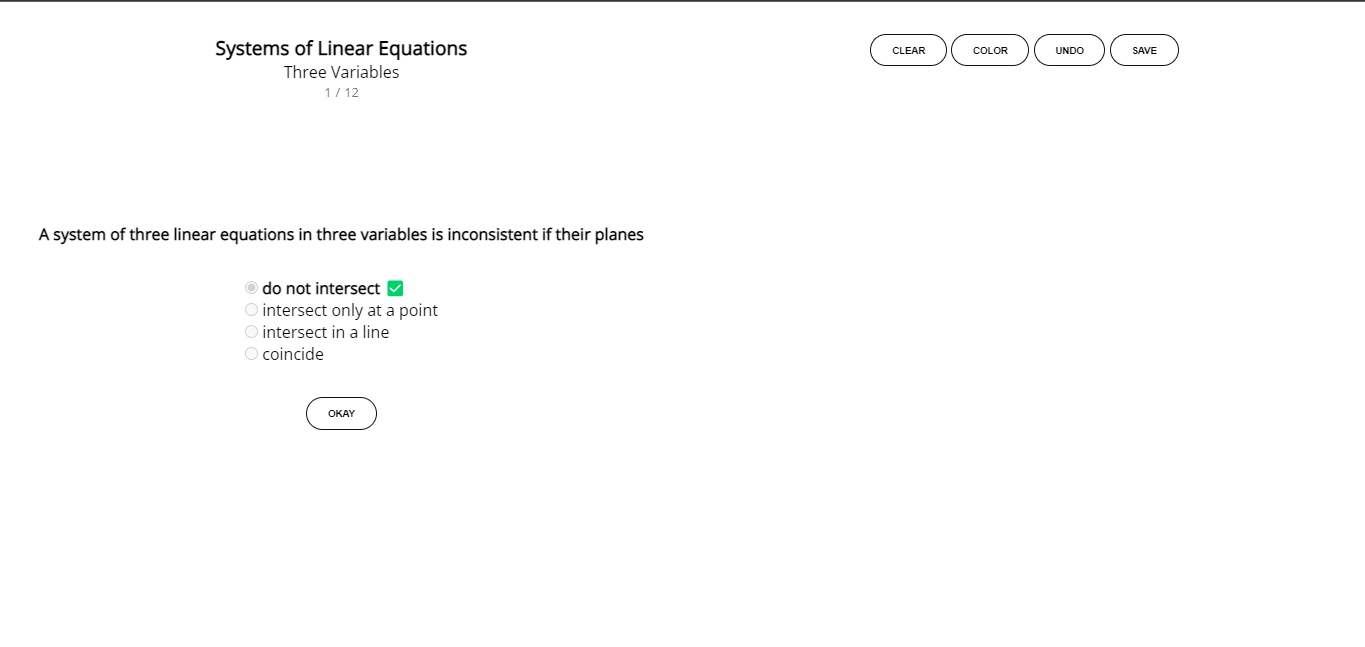 Systems of Linear Equations
Three Variables
1 / 12
CLEAR
COLOR
UNDO
SAVE
A system of three linear equations in three variables is inconsistent if their planes
do not intersect
intersect only at a point
intersect in a line
coincide
OKAY